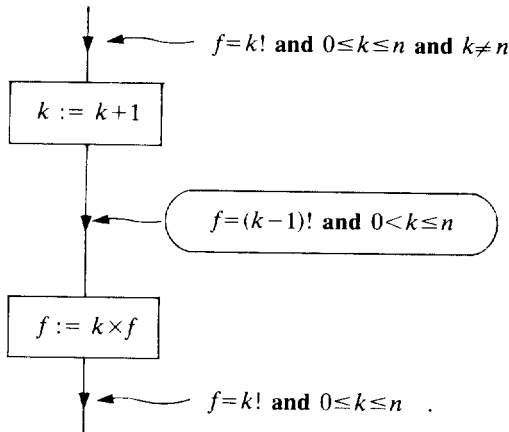 f=k! and 0≤k≤n and k≠n
k := k+1
f=(k−1)! and 0<k≤n
f := k×f
f=k! and 0≤k≤n .